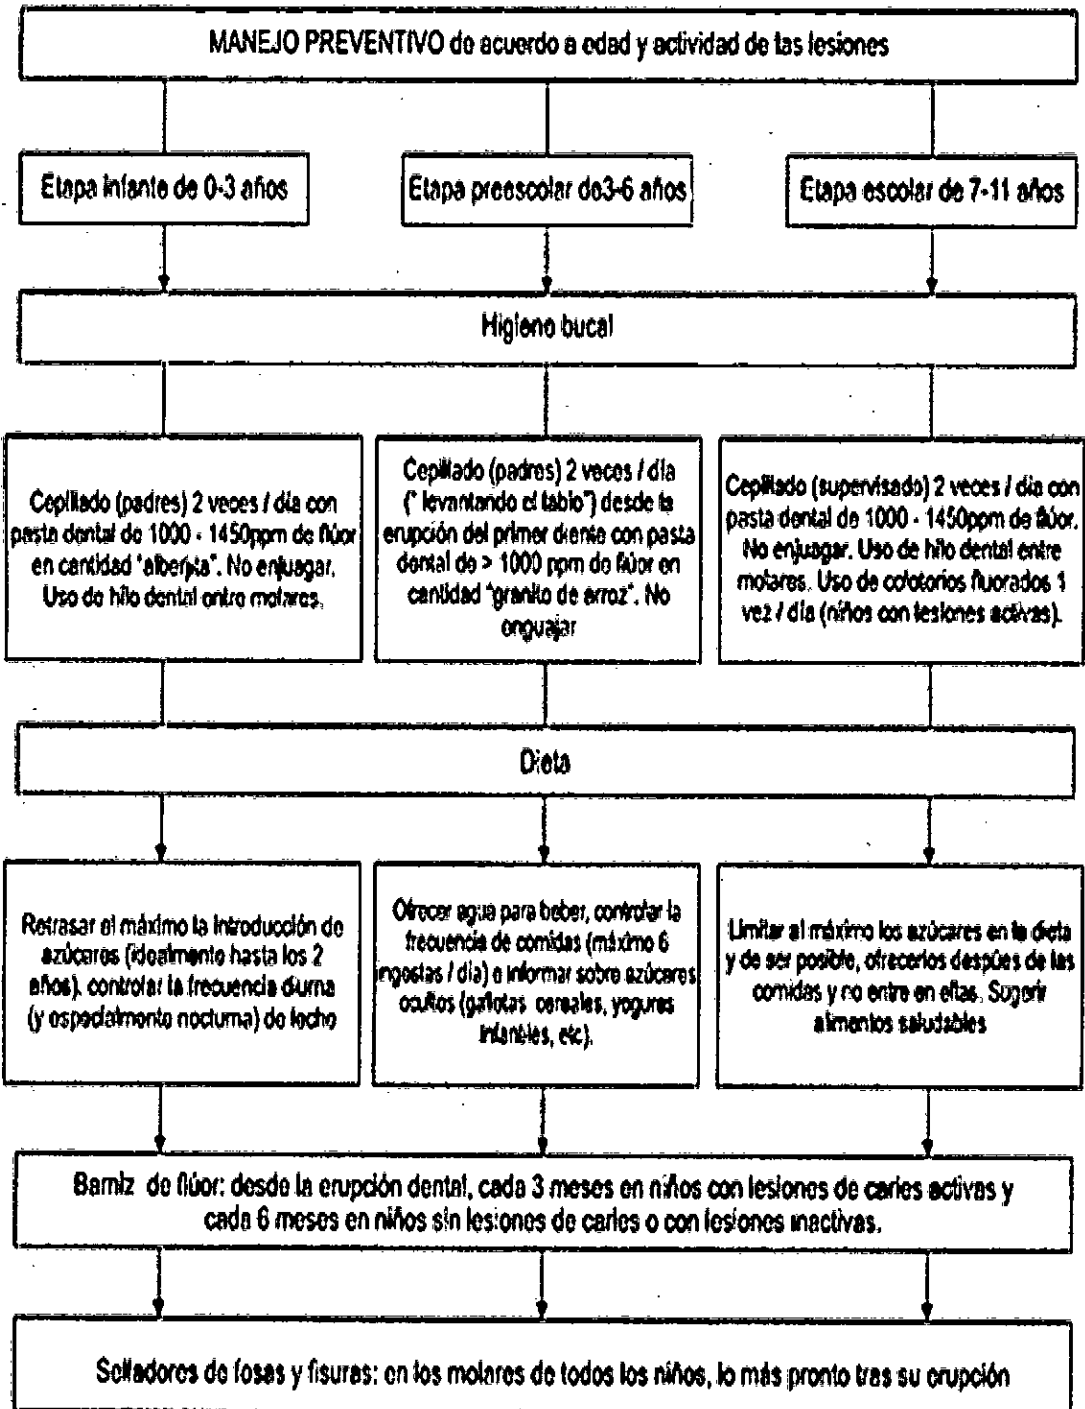 MANEJO PREVENTIVO de acuerdo a edad y actividad de las lesiones
Etapa infante de 0-3 años
Etapa preescolar de3-6 años
Etapa escolar de 7-11 años
Higiene bucal
Cepillado (padres) 2 veces / día con
pasta dental de 1000 - 1450ppm de flúor
en cantidad "alberjita". No enjuagar.
Uso de hilo dental entre molares.
Cepillado (padres) 2 veces / día
(" levantando el labio") desde la
erupción del primer diente con pasta
dental de > 1000 ppm de flúor en
cantidad "granito de arroz". No
enguajar
Cepillado (supervisado) 2 veces / día con
pasta dental de 1000 - 1450ppm de flúor.
No enjuagar. Uso de hilo dental entre
molares. Uso de colotorios fluorados 1
vez / día (niños con lesiones activas).
Dieta
Retrasar el máximo la introducción de
azúcares (idealmente hasta los 2
años). controlar la frecuencia diurna
(y especialmente nocturna) de leche
Ofrecer agua para beber, controlar la
frecuencia de comidas (máximo 6
ingestas / día) e informar sobre azúcares
ocultos (galletas cereales, yogures
infantiles, etc).
Limitar al máximo los azúcares en la dieta
y de ser posible, ofrecerlos despúes de las
comidas y no entre en ellas. Sugerir
alimentos saludables
Barniz de flúor: desde la erupción dental, cada 3 meses en niños con lesiones de caries activas y
cada 6 meses en niños sin lesiones de caries o con lesiones inactivas.
Selladores de fosas y fisuras: en los molares de todos los niños, lo más pronto tras su erupción